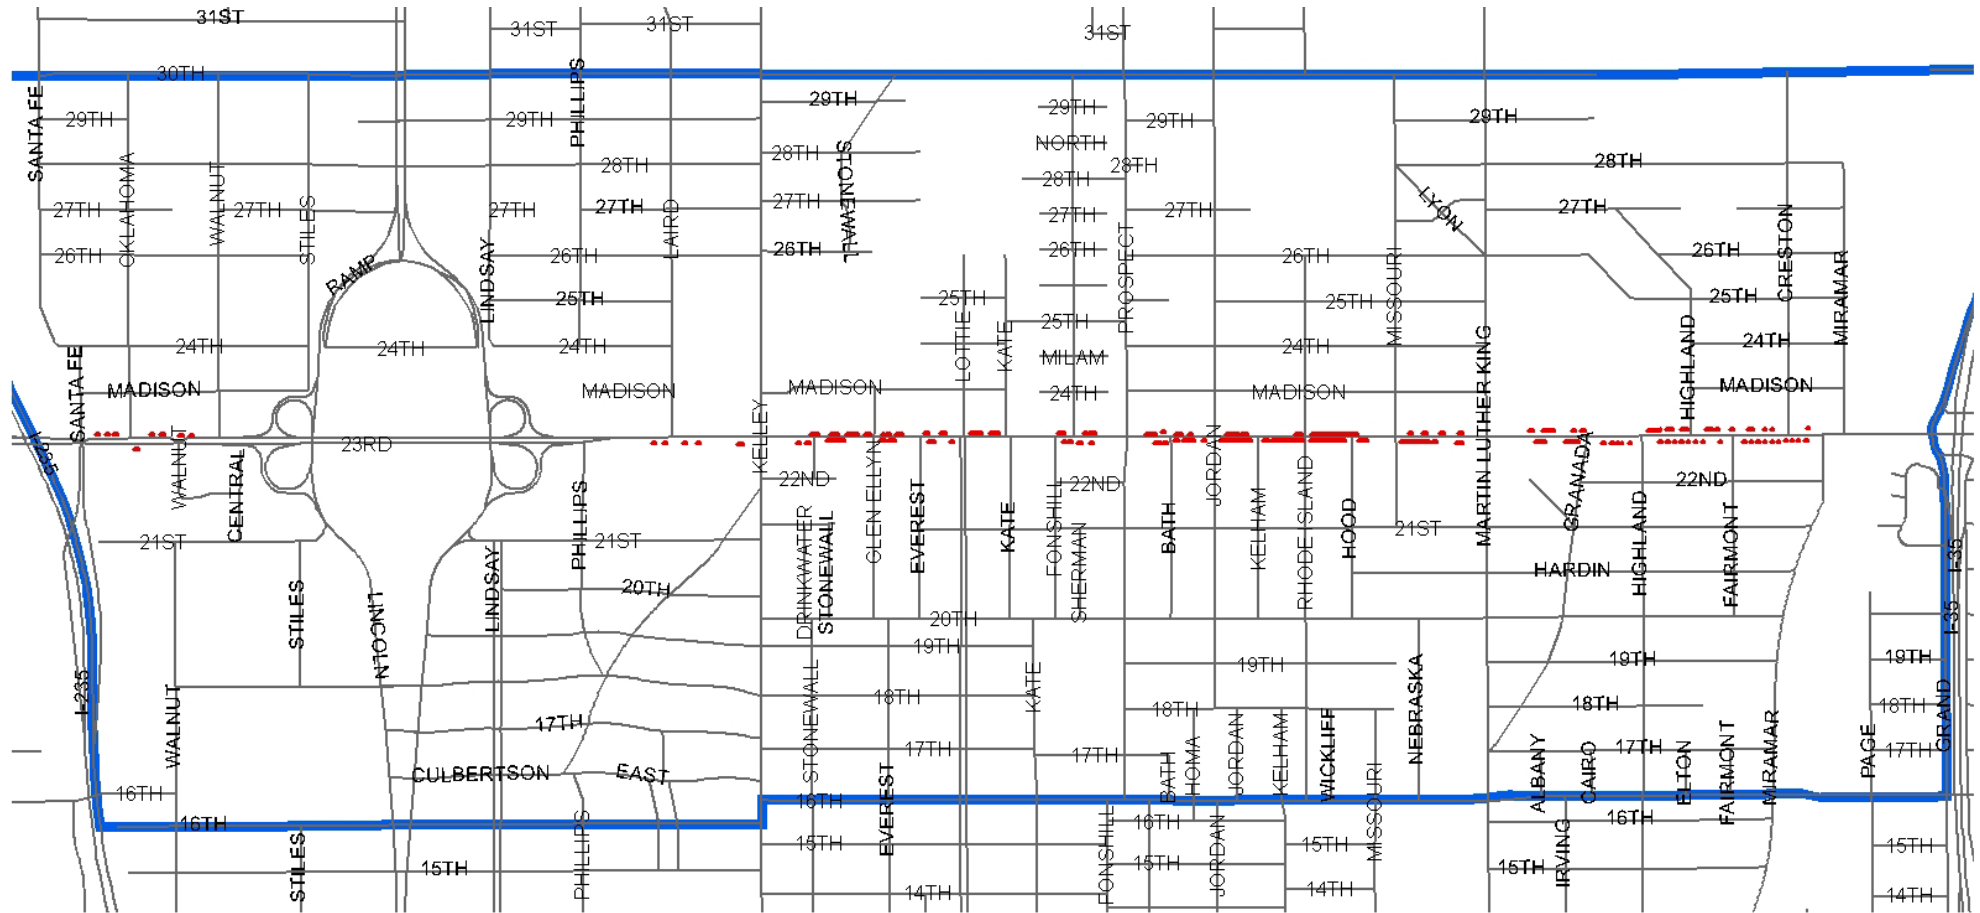 31ST
31ST
31ST
31ST
30TH
PHILLIPS
SANTA FE
29TH
29TH
29TH
29TH
29TH
29TH
NORTH
28TH
28TH
28TH
28TH
28TH
OKLAHOMA
WALNUT
STILES
STONEWALL
27TH
27TH
27TH
27TH
27TH
27TH
27TH
27TH
LYON
LAIRD
26TH
26TH
26TH
26TH
26TH
26TH
RAMP
LINDSAY
PROSPECT
MISSOURI
CRESTON
MIRAMAR
25TH
25TH
25TH
25TH
25TH
LOTTIE
KATE
MILAM
24TH
24TH
24TH
24TH
24TH
24TH
SANTA FE
MADISON
MADISON
MADISON
MADISON
MADISON
MARTIN LUTHER KING
HIGHLAND
KELLEY
23RD
I-235
WALNUT
CENTRAL
22ND
22ND
22ND
GLEN ELLYN
EVEREST
KATE
FONSHILL
SHERMAN
BATH
JORDAN
KELHAM
RHODE ISLAND
HOOD
GRANADA
HIGHLAND
FAIRMONT
PHILLIPS
DRINKWATER
STONEWALL
21ST
21ST
21ST
HARDIN
I-35
I-35
STILES
LINCOLN
LINDSAY
20TH
20TH
19TH
19TH
19TH
19TH
I-235
WALNUT
STONEWALL
KATE
NEBRASKA
18TH
18TH
18TH
18TH
17TH
17TH
17TH
17TH
17TH
BATH
HOMA
JORDAN
KELHAM
WICKLIFF
MISSOURI
ALBANY
CAIRO
ELTON
FAIRMONT
MIRAMAR
PAGE
GRAND
CULBERTSON
EAST
16TH
16TH
16TH
16TH
16TH
EVEREST
STILES
PHILLIPS
FONSHILL
JORDAN
IRVING
15TH
15TH
15TH
15TH
15TH
15TH
14TH
14TH
14TH